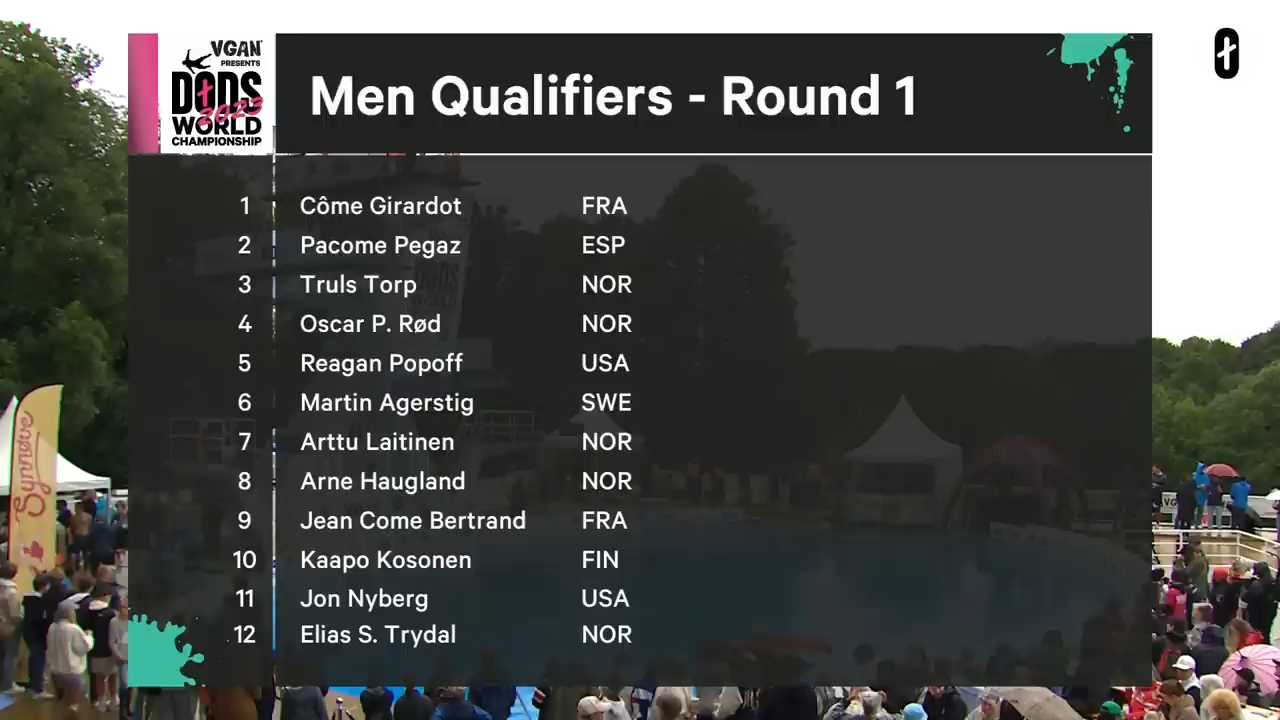 VGAN
PRESENTS
DØDS
2023
WORLD
CHAMPIONSHIP
Men Qualifiers - Round 1
1 Côme Girardot FRA
2 Pacome Pegaz ESP
3 Truls Torp NOR
4 Oscar P. Rød NOR
5 Reagan Popoff USA
6 Martin Agerstig SWE
7 Arttu Laitinen NOR
8 Arne Haugland NOR
9 Jean Come Bertrand FRA
10 Kaapo Kosonen FIN
11 Jon Nyberg USA
12 Elias S. Trydal NOR
Synnøve
DØDS
WORLD